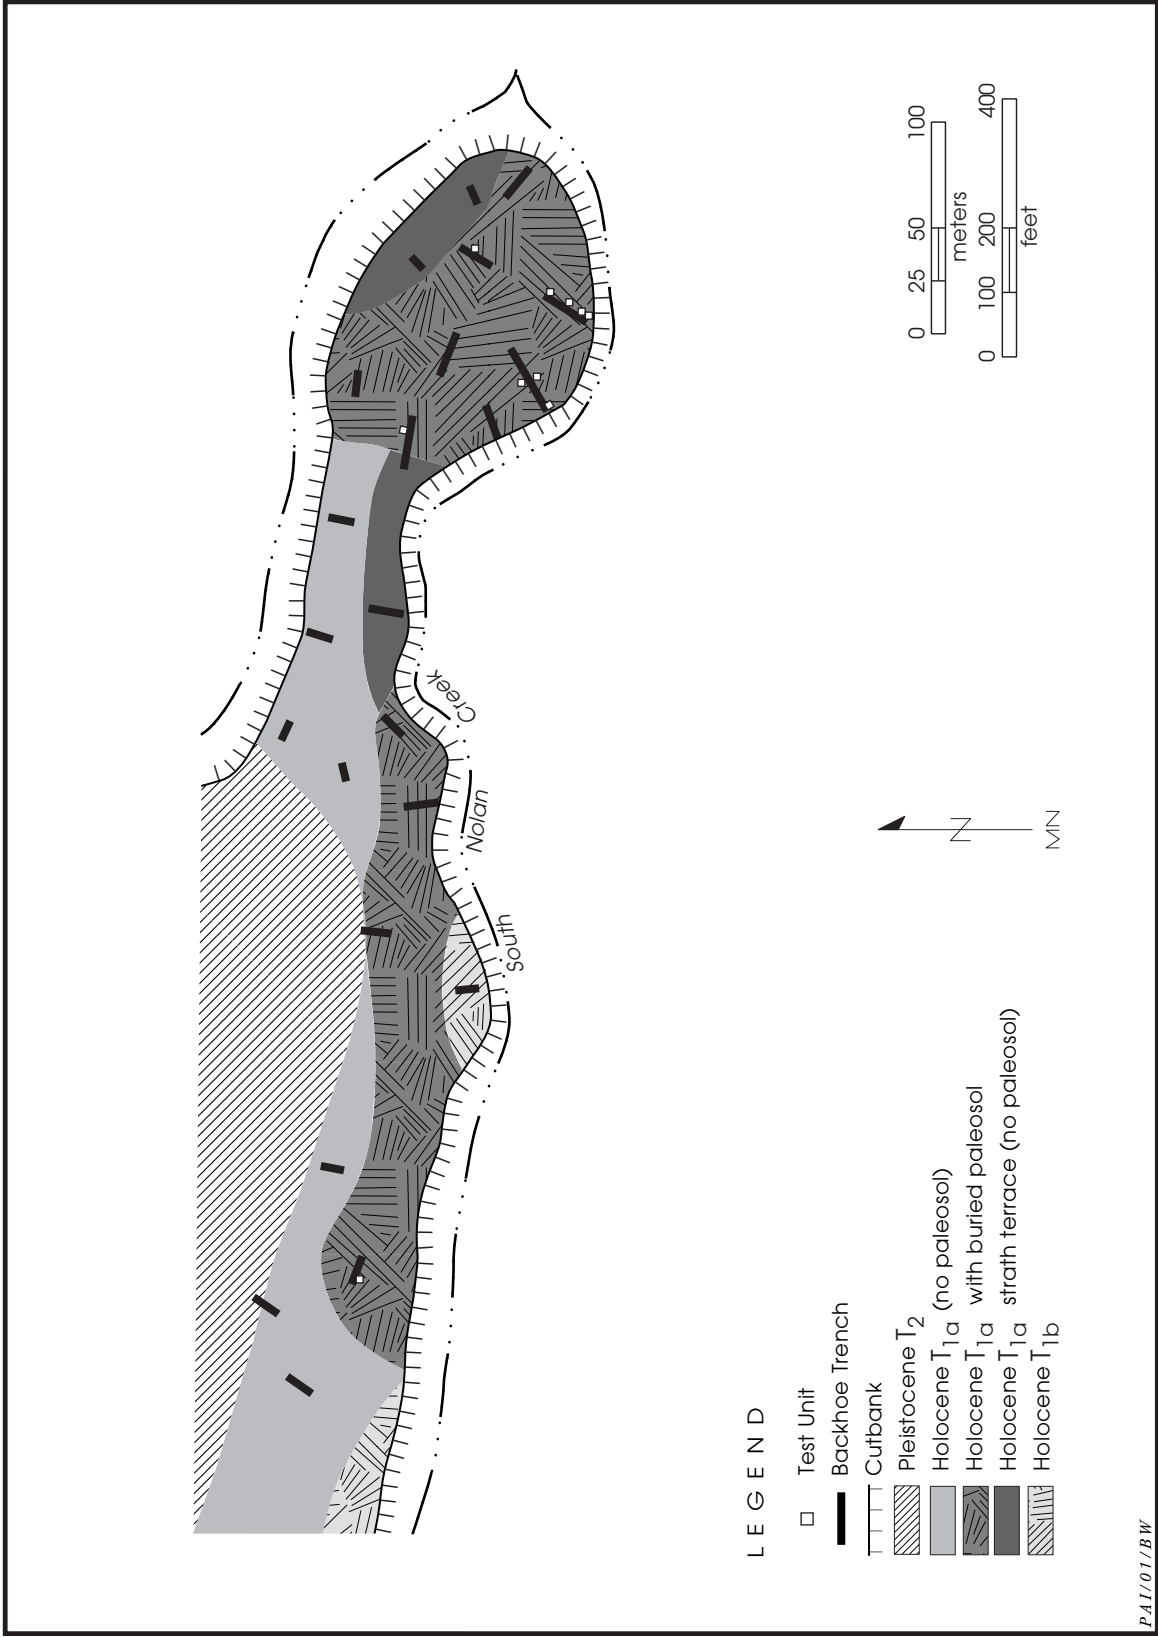 South
Nolan
Creek
LEGEND
Test Unit
Backhoe Trench
Cutbank
Pleistocene T2
Holocene T1a (no paleosol)
Holocene T1a with buried paleosol
Holocene T1a strath terrace (no paleosol)
Holocene T1b
N
MN
0 25 50 100
meters
0 100 200 400
feet
PAI/01/BW